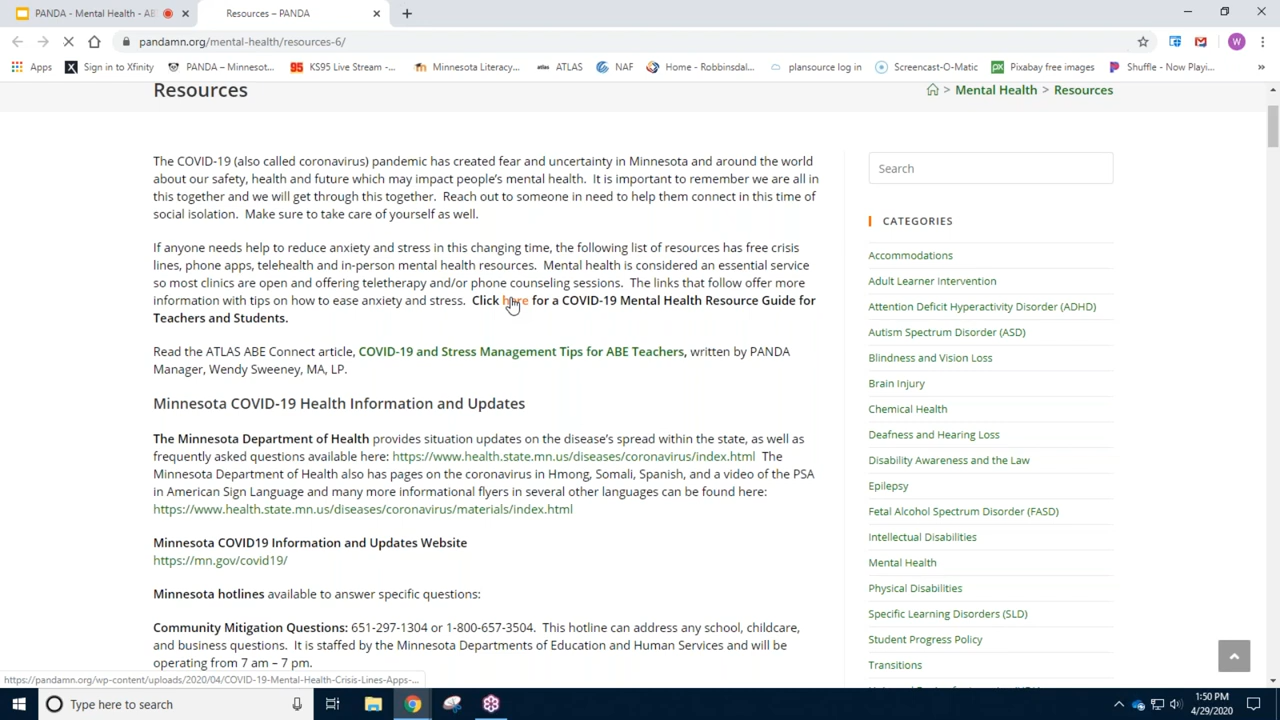 PANDA - Mental Health - AB
Resources – PANDA
pandamn.org/mental-health/resources-6/
Apps
Sign in to Xfinity
PANDA – Minnesot...
KS95 Live Stream -...
Minnesota Literacy...
ATLAS
NAF
Home - Robbinsdal...
plansource log in
Screencast-O-Matic
Pixabay free images
Shuffle - Now Playi...
W
Resources
Mental Health > Resources
The COVID-19 (also called coronavirus) pandemic has created fear and uncertainty in Minnesota and around the world
about our safety, health and future which may impact people's mental health.  It is important to remember we are all in
this together and we will get through this together.  Reach out to someone in need to help them connect in this time of
social isolation.  Make sure to take care of yourself as well.
If anyone needs help to reduce anxiety and stress in this changing time, the following list of resources has free crisis
lines, phone apps, telehealth and in-person mental health resources.  Mental health is considered an essential service
so most clinics are open and offering teletherapy and/or phone counseling sessions.  The links that follow offer more
information with tips on how to ease anxiety and stress.  Click here for a COVID-19 Mental Health Resource Guide for
Teachers and Students.
Read the ATLAS ABE Connect article, COVID-19 and Stress Management Tips for ABE Teachers, written by PANDA
Manager, Wendy Sweeney, MA, LP.
Minnesota COVID-19 Health Information and Updates
The Minnesota Department of Health provides situation updates on the disease's spread within the state, as well as
frequently asked questions available here: https://www.health.state.mn.us/diseases/coronavirus/index.html  The
Minnesota Department of Health also has pages on the coronavirus in Hmong, Somali, Spanish, and a video of the PSA
in American Sign Language and many more informational flyers in several other languages can be found here:
https://www.health.state.mn.us/diseases/coronavirus/materials/index.html
Minnesota COVID19 Information and Updates Website
https://mn.gov/covid19/
Minnesota hotlines available to answer specific questions:
Community Mitigation Questions: 651-297-1304 or 1-800-657-3504.  This hotline can address any school, childcare,
and business questions.  It is staffed by the Minnesota Departments of Education and Human Services and will be
operating from 7 am – 7 pm.
Search
CATEGORIES
Accommodations
Adult Learner Intervention
Attention Deficit Hyperactivity Disorder (ADHD)
Autism Spectrum Disorder (ASD)
Blindness and Vision Loss
Brain Injury
Chemical Health
Deafness and Hearing Loss
Disability Awareness and the Law
Epilepsy
Fetal Alcohol Spectrum Disorder (FASD)
Intellectual Disabilities
Mental Health
Physical Disabilities
Specific Learning Disorders (SLD)
Student Progress Policy
Transitions
https://pandamn.org/wp-content/uploads/2020/04/COVID-19-Mental-Health-Crisis-Lines-Apps-...
Type here to search
1:50 PM
4/29/2020